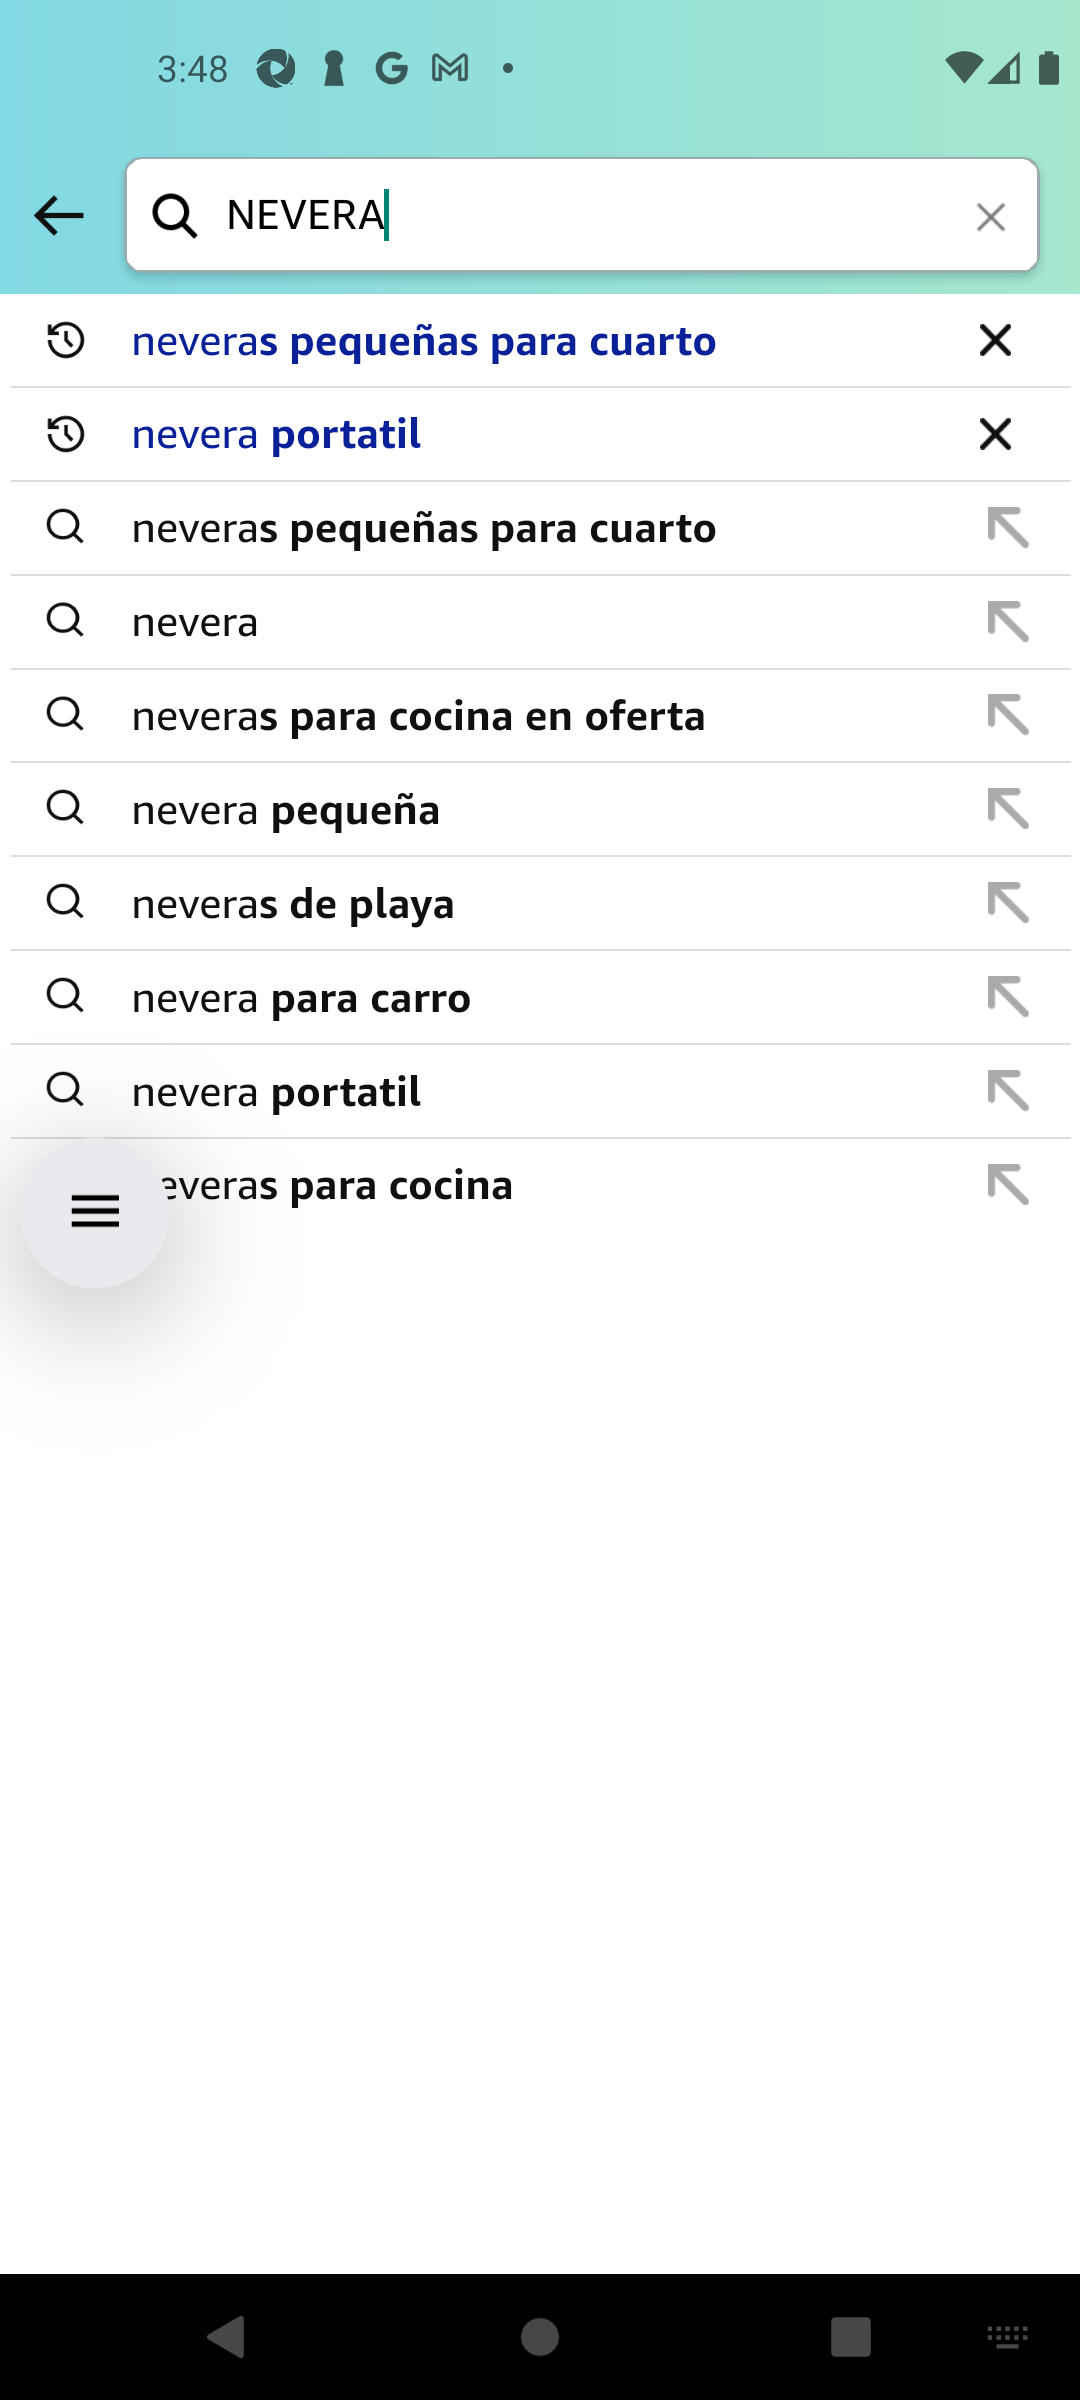 3:48
NEVERA
neveras pequeñas para cuarto
nevera portatil
neveras pequeñas para cuarto
nevera
neveras para cocina en oferta
nevera pequeña
neveras de playa
nevera para carro
nevera portatil
everas para cocina